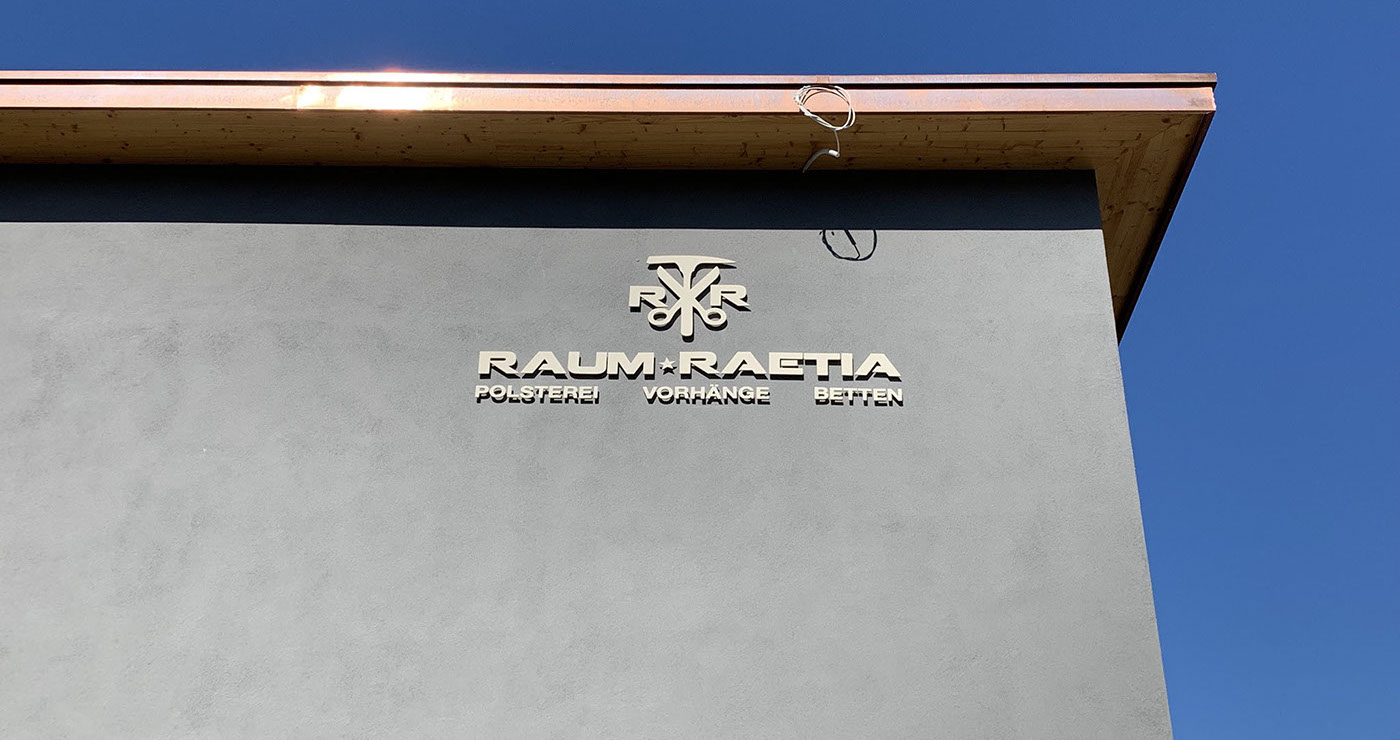 R R
RAUM★RAETIA
POLSTEREI VORHÄNGE BETTEN